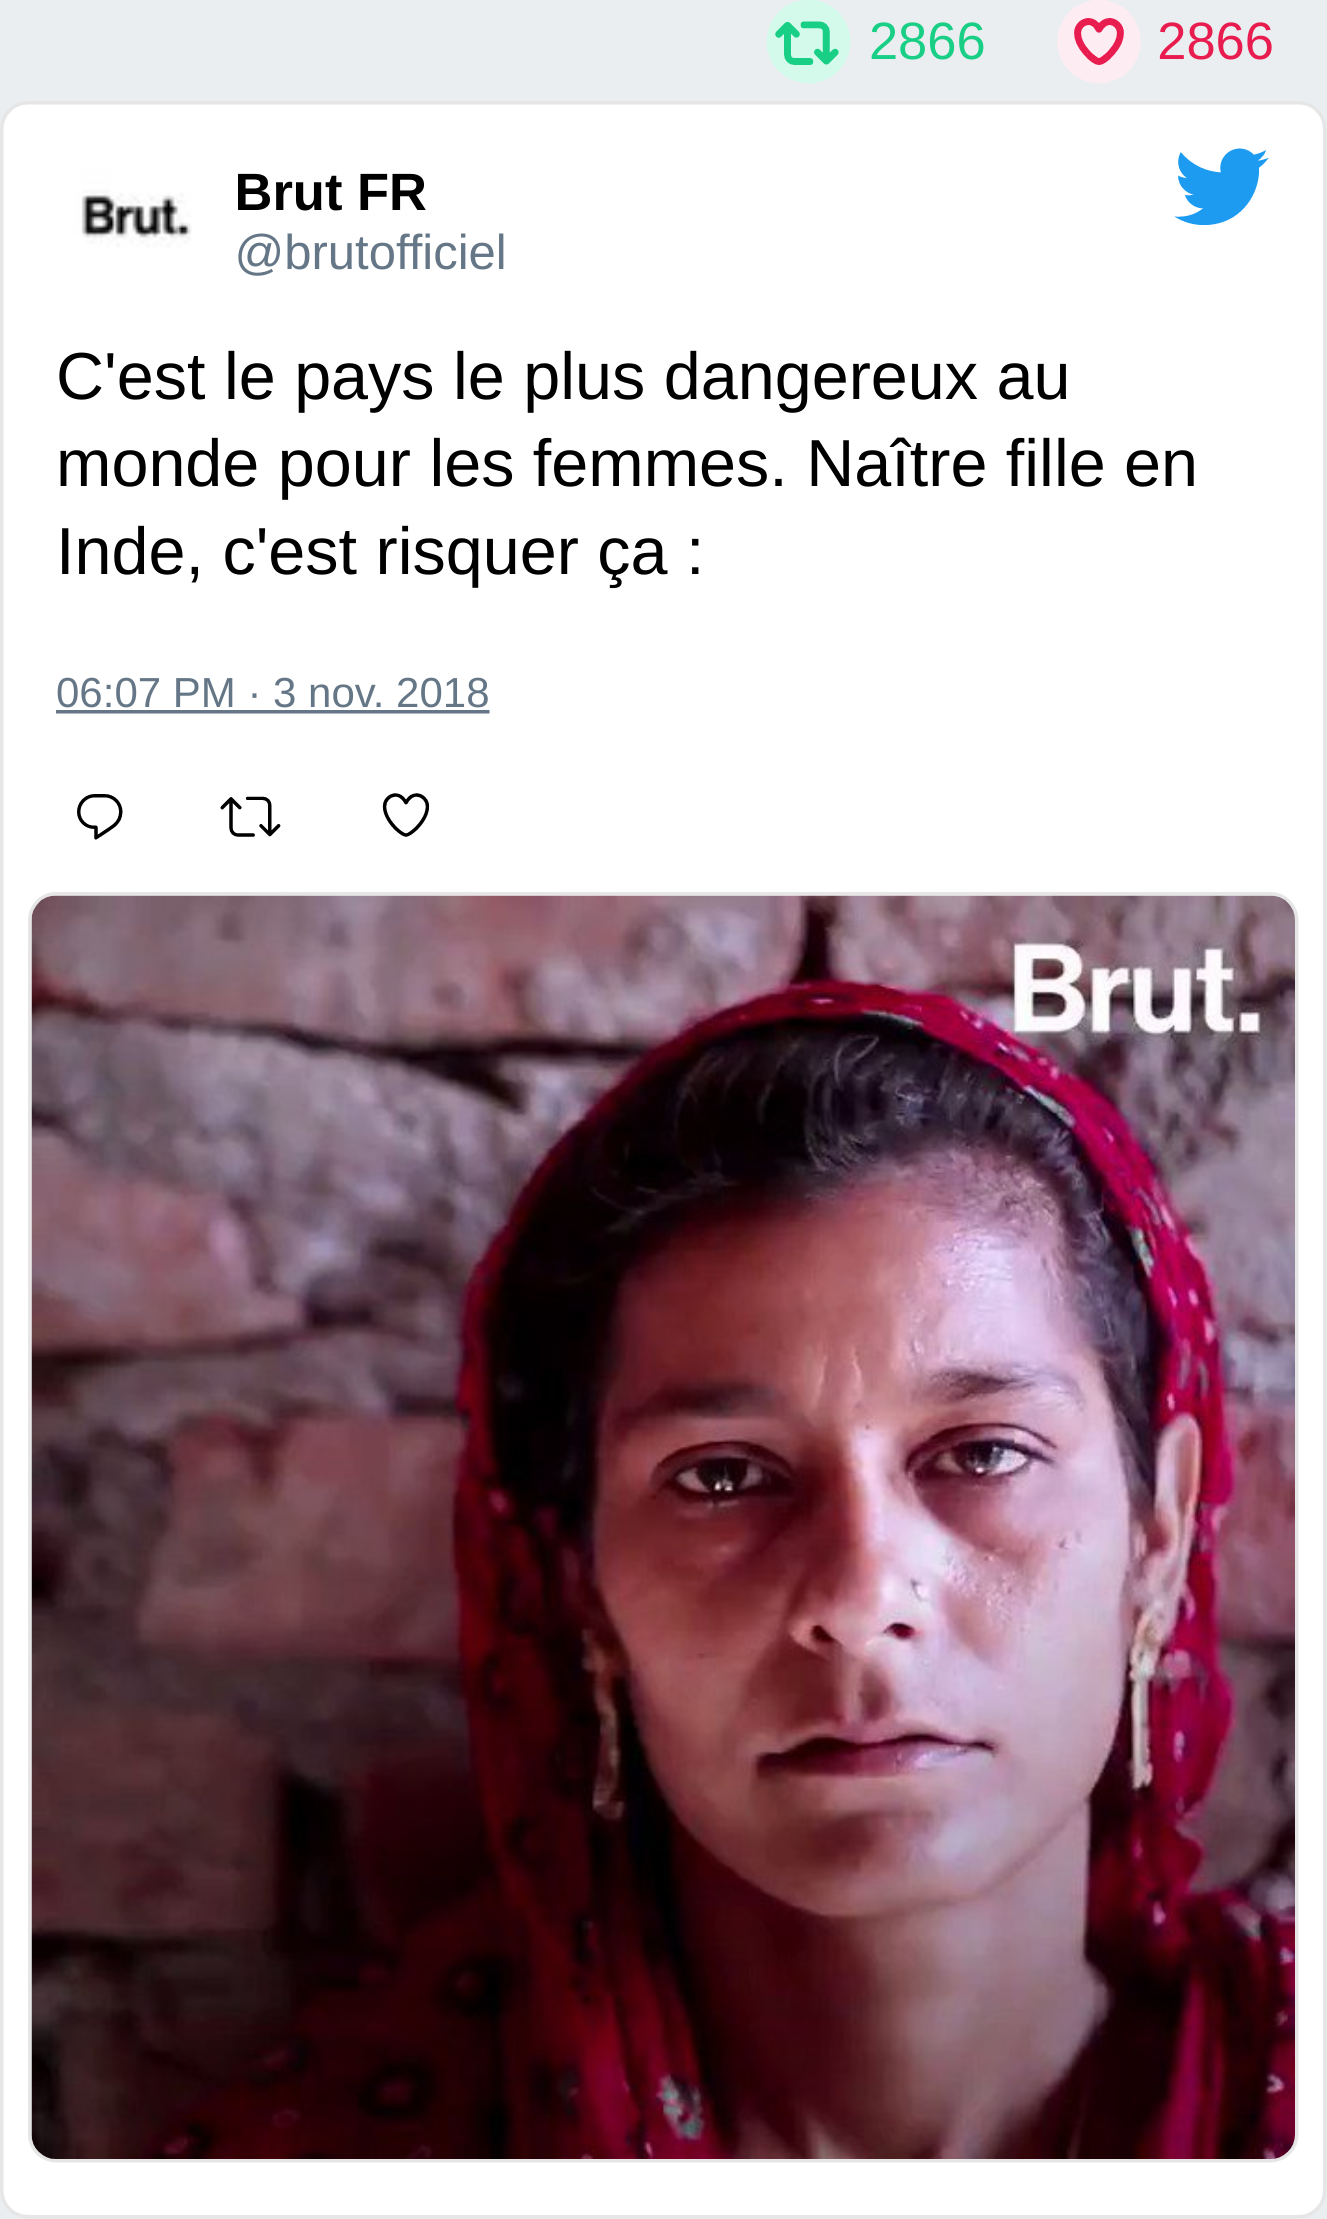 2866 2866
Brut.
Brut FR
@brutofficiel
C'est le pays le plus dangereux au
monde pour les femmes. Naître fille en
Inde, c'est risquer ça :
06:07 PM · 3 nov. 2018
Brut.